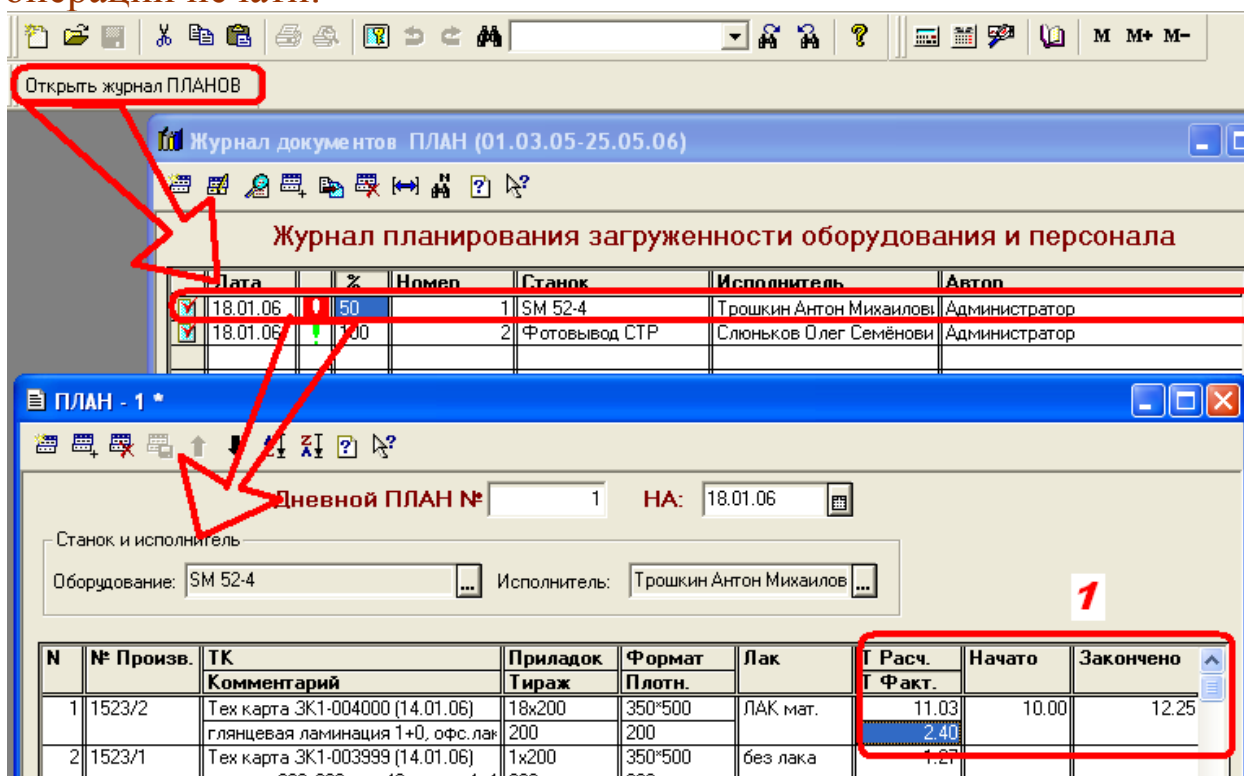 операции печати.
М М+ М−
Открыть журнал ПЛАНОВ
Журнал документов ПЛАН (01.03.05-25.05.06)
Журнал планирования загруженности оборудования и персонала
Дата % Номер Станок Исполнитель Автор
18.01.06 50 1 SM 52-4 Трошкин Антон Михаилови Администратор
18.01.06 100 2 Фотовывод СТР Слюньков Олег Семёнови Администратор
ПЛАН - 1 *
Дневной ПЛАН № 1 НА: 18.01.06
Станок и исполнитель
Оборудование: SM 52-4 ... Исполнитель: Трошкин Антон Михаилов ...
1
N № Произв. ТК Приладок Формат Лак Т Расч. Начато Закончено
Комментарий Тираж Плотн. Т Факт.
1 1523/2 Тех карта ЗК1-004000 (14.01.06) 18x200 350*500 ЛАК мат. 11.03 10.00 12.25
глянцевая ламинация 1+0, офс.лак 200 200 2.40
2 1523/1 Тех карта ЗК1-003999 (14.01.06) 1x200 350*500 без лака 1.27